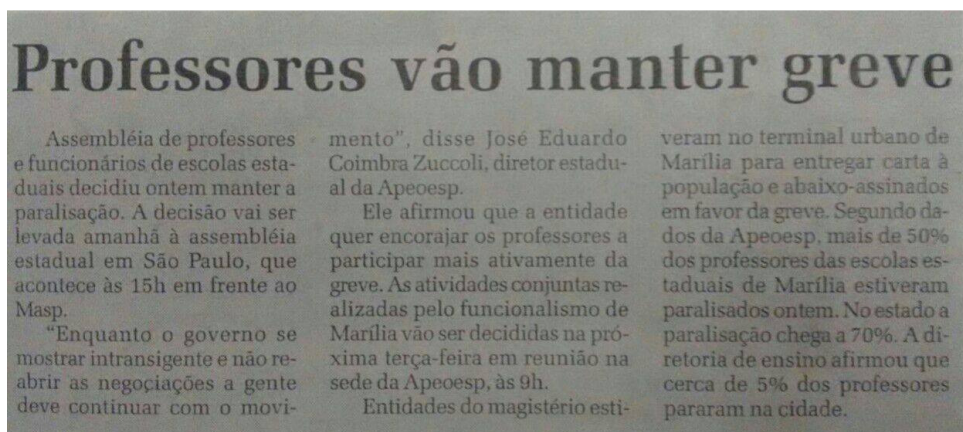 Professores vão manter greve
Assembléia de professores
e funcionários de escolas esta-
duais decidiu ontem manter a
paralisação. A decisão vai ser
levada amanhã à assembléia
estadual em São Paulo, que
acontece às 15h em frente ao
Masp.
"Enquanto o governo se
mostrar intransigente e não re-
abrir as negociações a gente
deve continuar com o movi-
mento", disse José Eduardo
Coimbra Zuccoli, diretor estadu-
al da Apeoesp.
Ele afirmou que a entidade
quer encorajar os professores a
participar mais ativamente da
greve. As atividades conjuntas re-
alizadas pelo funcionalismo de
Marília vão ser decididas na pró-
xima terça-feira em reunião na
sede da Apeoesp, às 9h.
Entidades do magistério esti-
veram no terminal urbano de
Marília para entregar carta à
população e abaixo-assinados
em favor da greve. Segundo da-
dos da Apeoesp, mais de 50%
dos professores das escolas es-
taduais de Marília estiveram
paralisados ontem. No estado a
paralisação chega a 70%. A di-
retoria de ensino afirmou que
cerca de 5% dos professores
pararam na cidade.